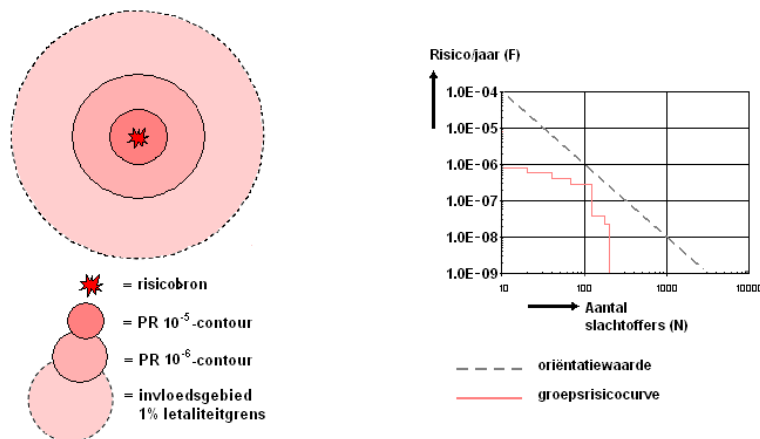 = risicobron
= PR 10-5-contour
= PR 10-6-contour
= invloedsgebied
1% letaliteitgrens
Risico/jaar (F)
1.0E-04
1.0E-05
1.0E-06
1.0E-07
1.0E-08
1.0E-09
10 100 1000 10000
Aantal
slachtoffers (N)
oriëntatiewaarde
groepsrisicocurve